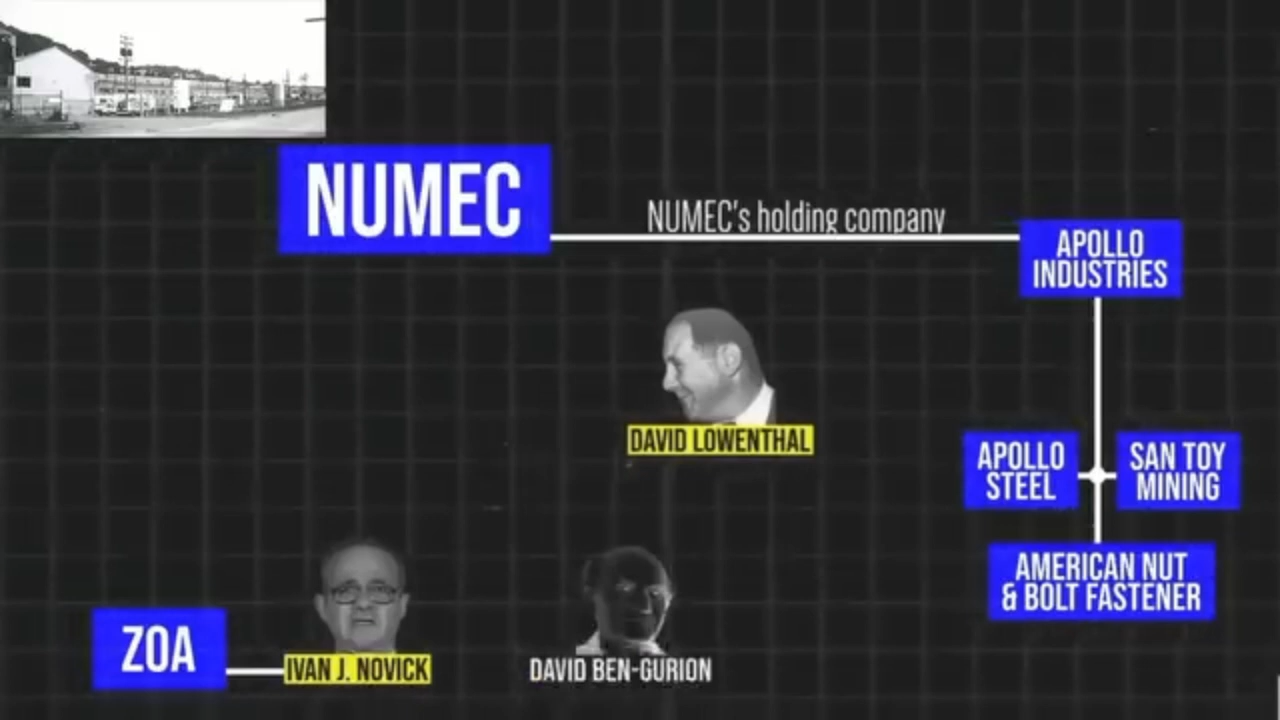 NUMEC
NUMEC's holding company
APOLLO
INDUSTRIES
DAVID LOWENTHAL
APOLLO
STEEL
SAN TOY
MINING
AMERICAN NUT
& BOLT FASTENER
ZOA
IVAN J. NOVICK
DAVID BEN-GURION